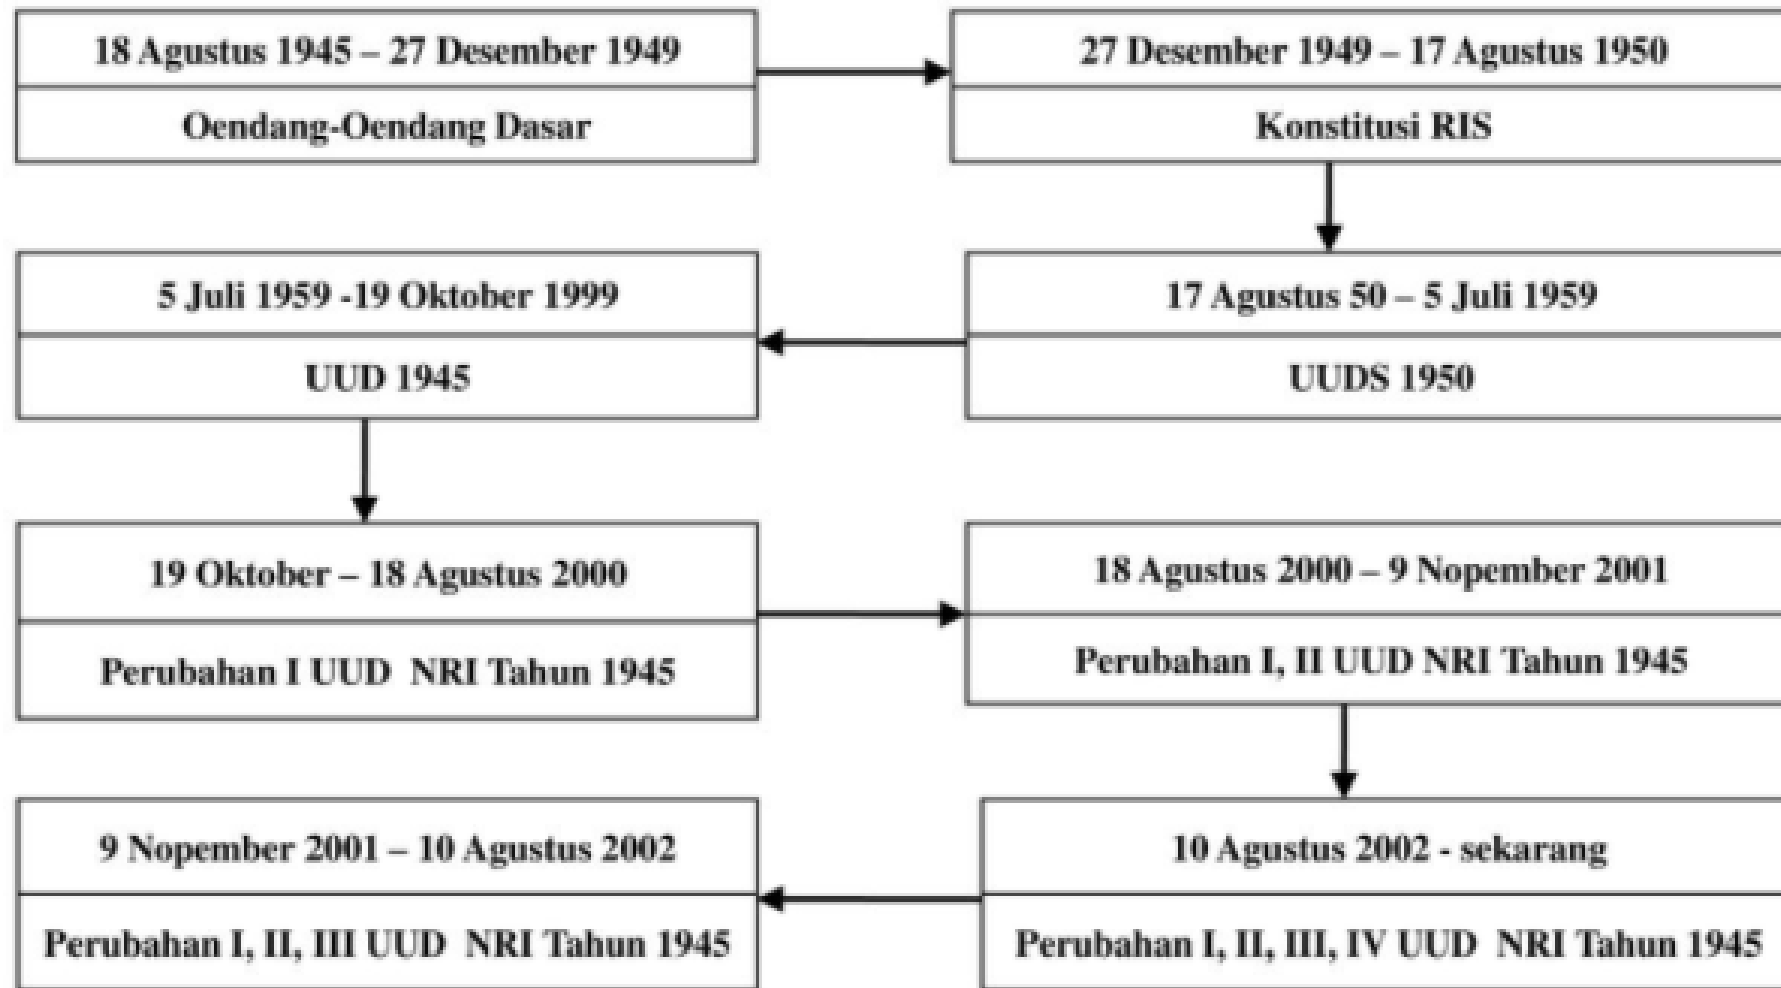 18 Agustus 1945 – 27 Desember 1949
Oendang-Oendang Dasar
27 Desember 1949 – 17 Agustus 1950
Konstitusi RIS
5 Juli 1959 -19 Oktober 1999
UUD 1945
17 Agustus 50 – 5 Juli 1959
UUDS 1950
19 Oktober – 18 Agustus 2000
Perubahan I UUD NRI Tahun 1945
18 Agustus 2000 – 9 Nopember 2001
Perubahan I, II UUD NRI Tahun 1945
9 Nopember 2001 – 10 Agustus 2002
Perubahan I, II, III UUD NRI Tahun 1945
10 Agustus 2002 - sekarang
Perubahan I, II, III, IV UUD NRI Tahun 1945